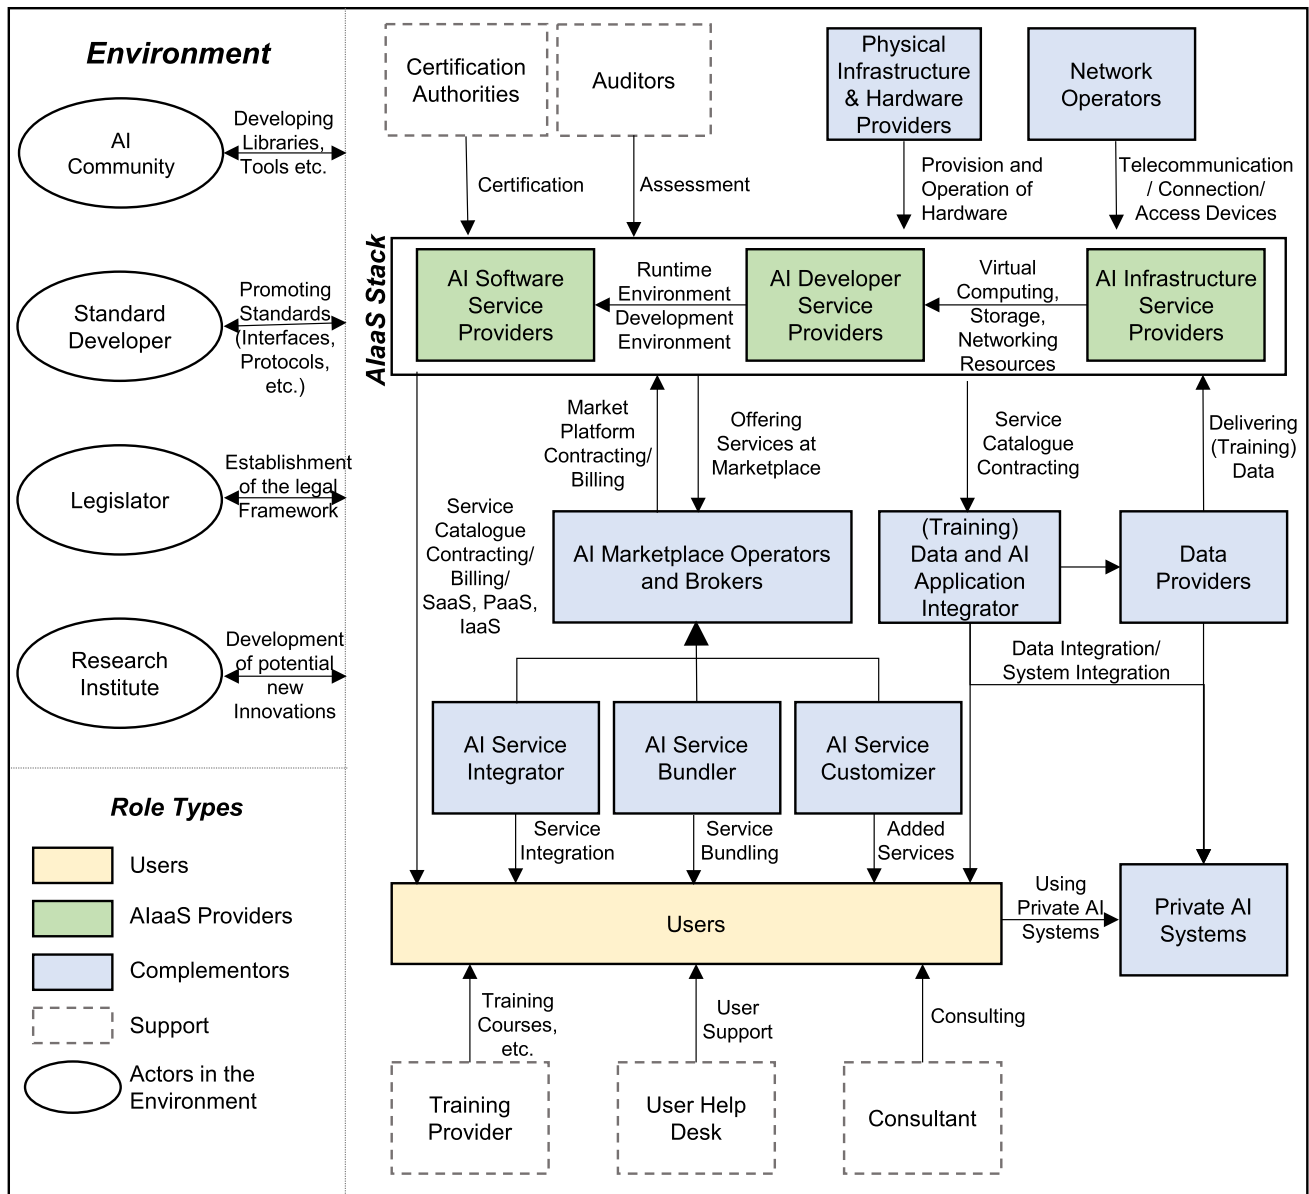 Environment
AI
Community
Developing
Libraries,
Tools etc.
Standard
Developer
Promoting
Standards
(Interfaces,
Protocols,
etc.)
Legislator
Establishment
of the legal
Framework
Research
Institute
Development
of potential
new
Innovations
Role Types
Users
AIaaS Providers
Complementors
Support
Actors in the
Environment
Certification
Authorities
Auditors
Physical
Infrastructure
& Hardware
Providers
Network
Operators
Certification
Assessment
Provision and
Operation of
Hardware
Telecommunication
/ Connection/
Access Devices
AIaaS Stack
AI Software
Service
Providers
Runtime
Environment
Development
Environment
AI Developer
Service
Providers
Virtual
Computing,
Storage,
Networking
Resources
AI Infrastructure
Service
Providers
Market
Platform
Contracting/
Billing
Offering
Services at
Marketplace
Service
Catalogue
Contracting
Delivering
(Training)
Data
Service
Catalogue
Contracting/
Billing/
SaaS, PaaS,
IaaS
AI Marketplace Operators
and Brokers
(Training)
Data and AI
Application
Integrator
Data
Providers
Data Integration/
System Integration
AI Service
Integrator
AI Service
Bundler
AI Service
Customizer
Service
Integration
Service
Bundling
Added
Services
Users
Using
Private AI
Systems
Private AI
Systems
Training
Courses,
etc.
User
Support
Consulting
Training
Provider
User Help
Desk
Consultant